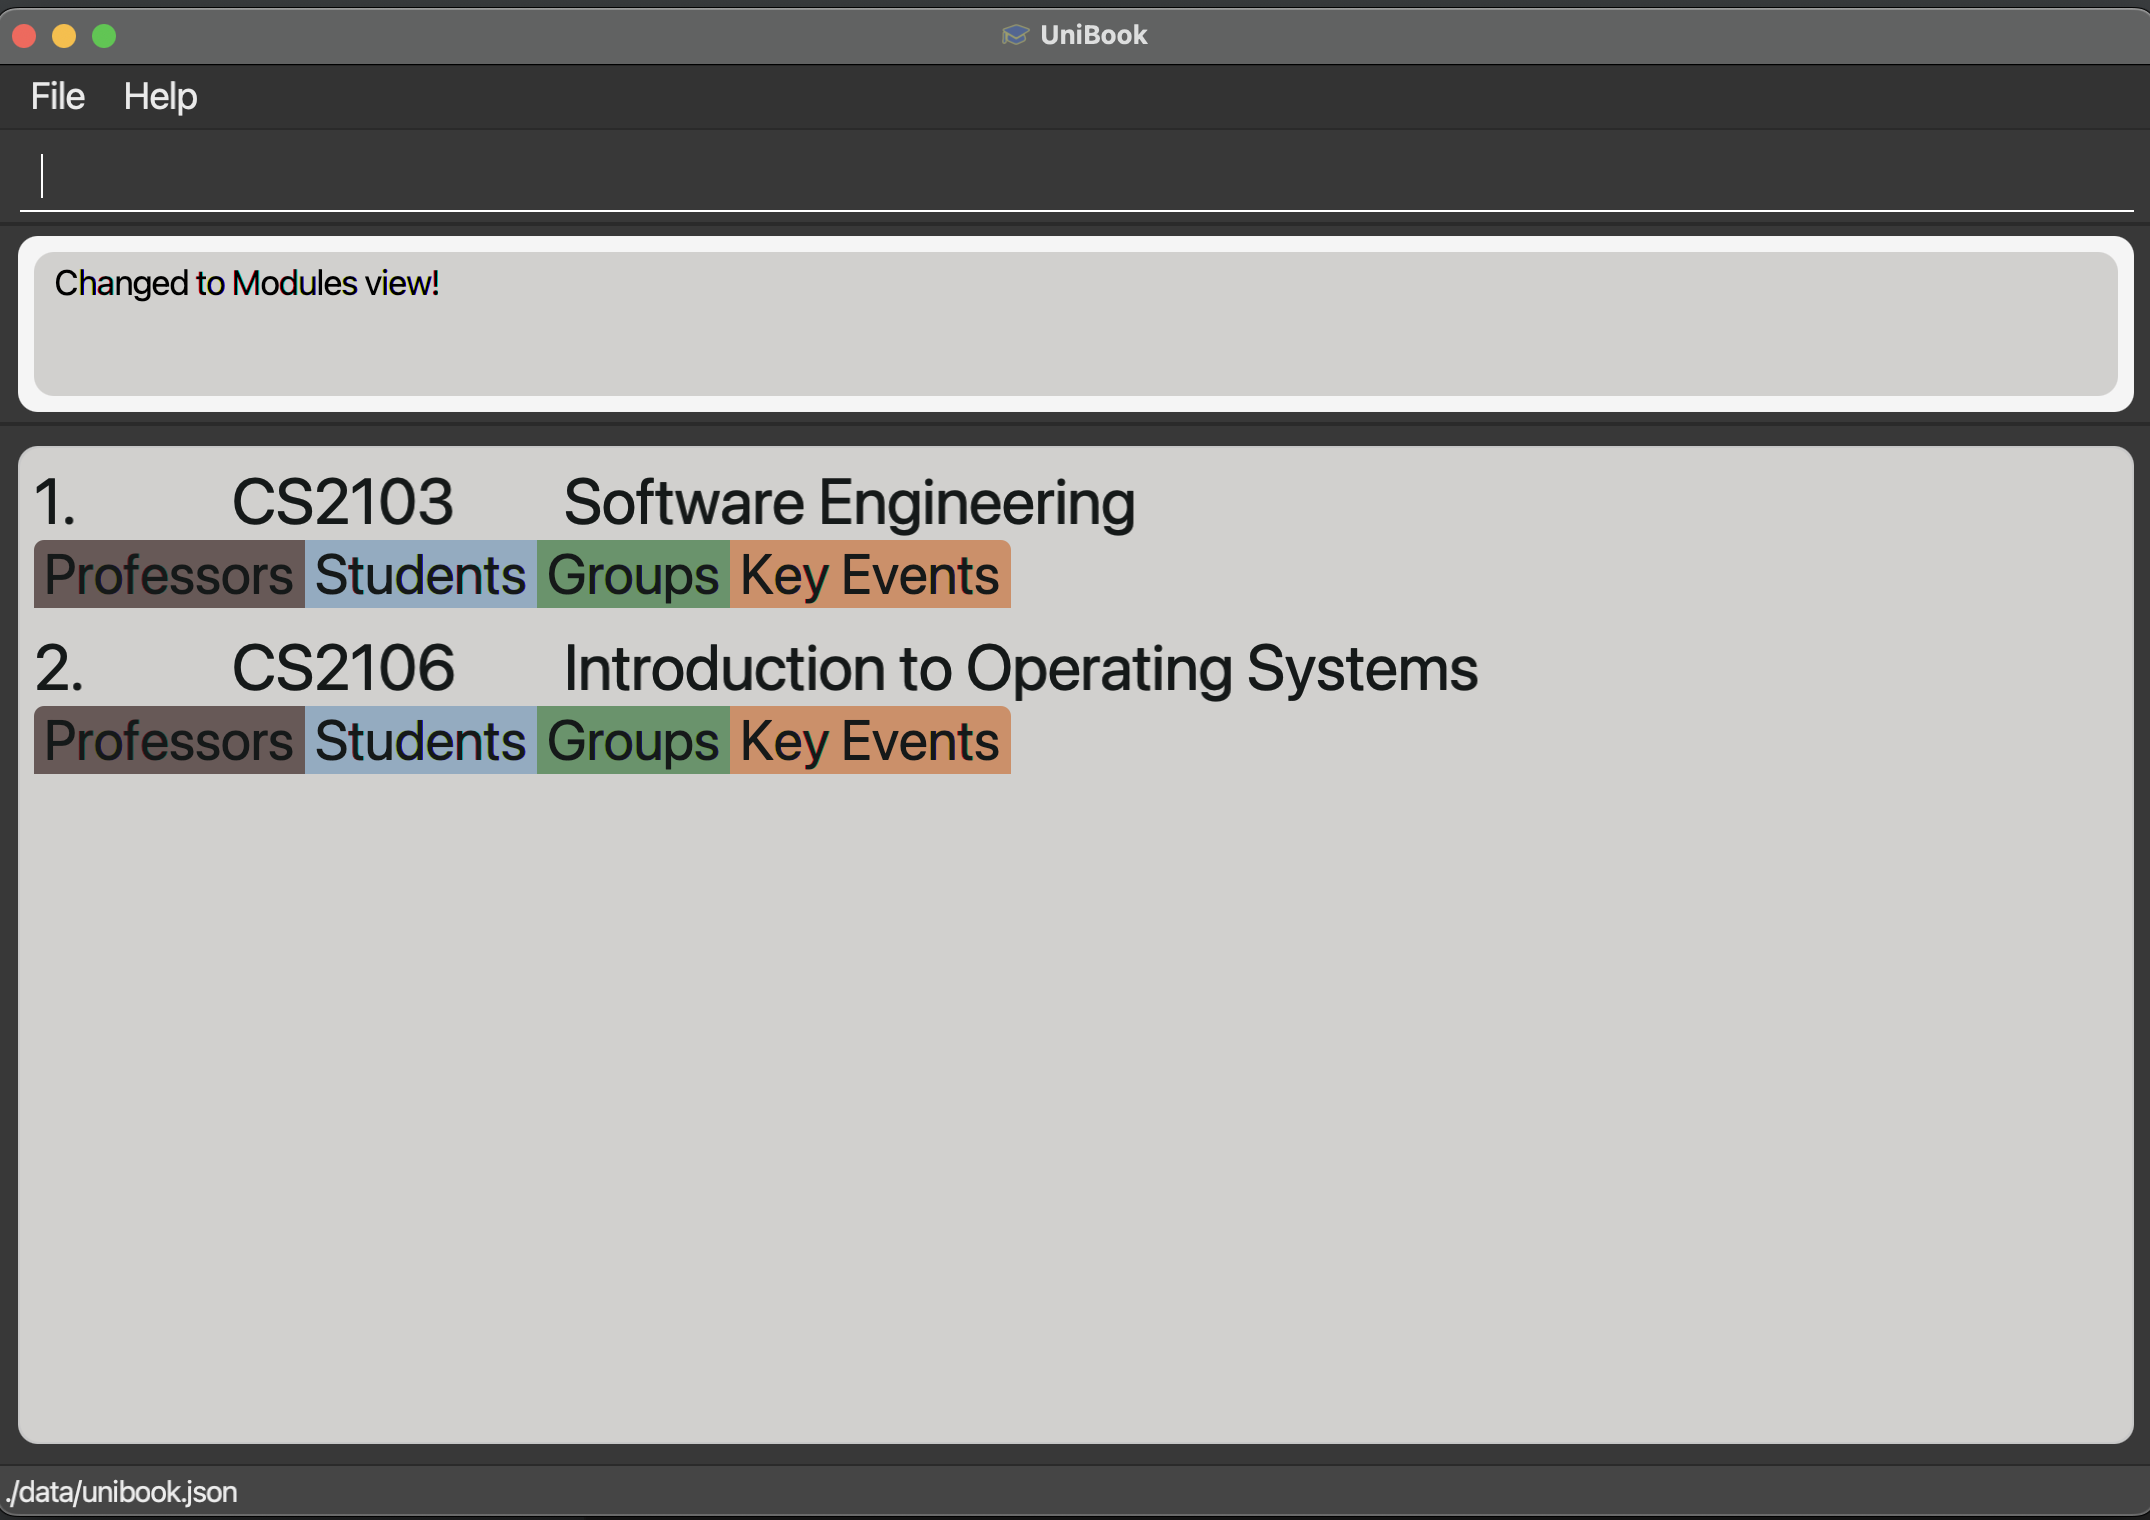 UniBook
File Help
Changed to Modules view!
1. CS2103 Software Engineering
Professors Students Groups Key Events
2. CS2106 Introduction to Operating Systems
Professors Students Groups Key Events
./data/unibook.json